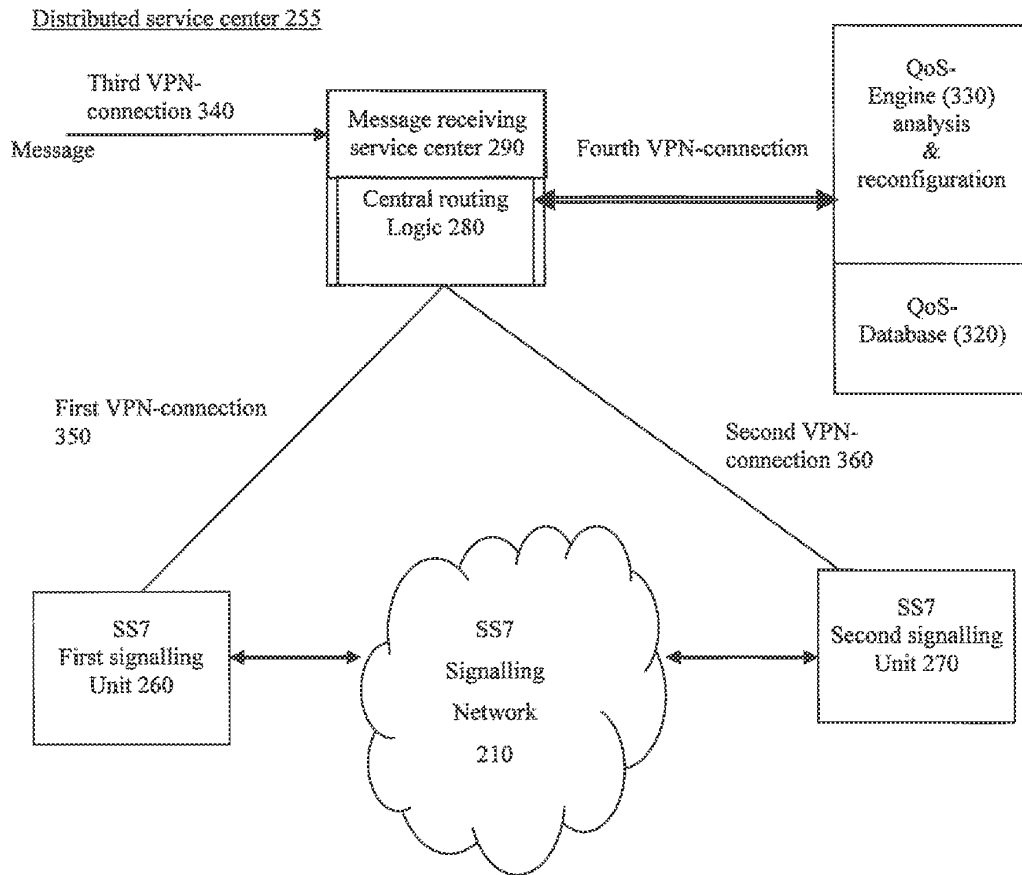 Distributed service center 255
Third VPN-
connection 340
Message
Message receiving
service center 290
Central routing
Logic 280
Fourth VPN-connection
QoS-
Engine (330)
analysis
&
reconfiguration
QoS-
Database (320)
First VPN-connection
350
Second VPN-
connection 360
SS7
First signalling
Unit 260
SS7
Signalling
Network
210
SS7
Second signalling
Unit 270